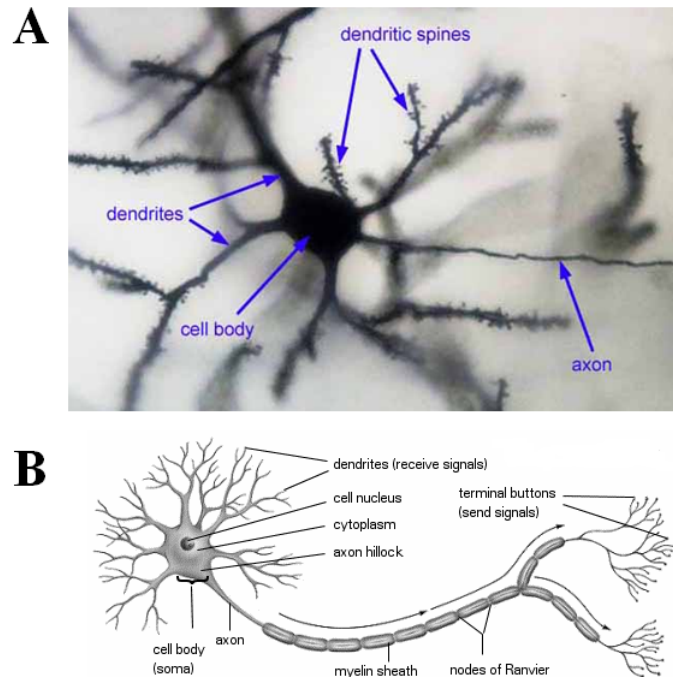 A
dendritic spines
dendrites
cell body
axon
B
dendrites (receive signals)
cell nucleus
cytoplasm
axon hillock
terminal buttons
(send signals)
cell body
(soma)
axon
myelin sheath
nodes of Ranvier